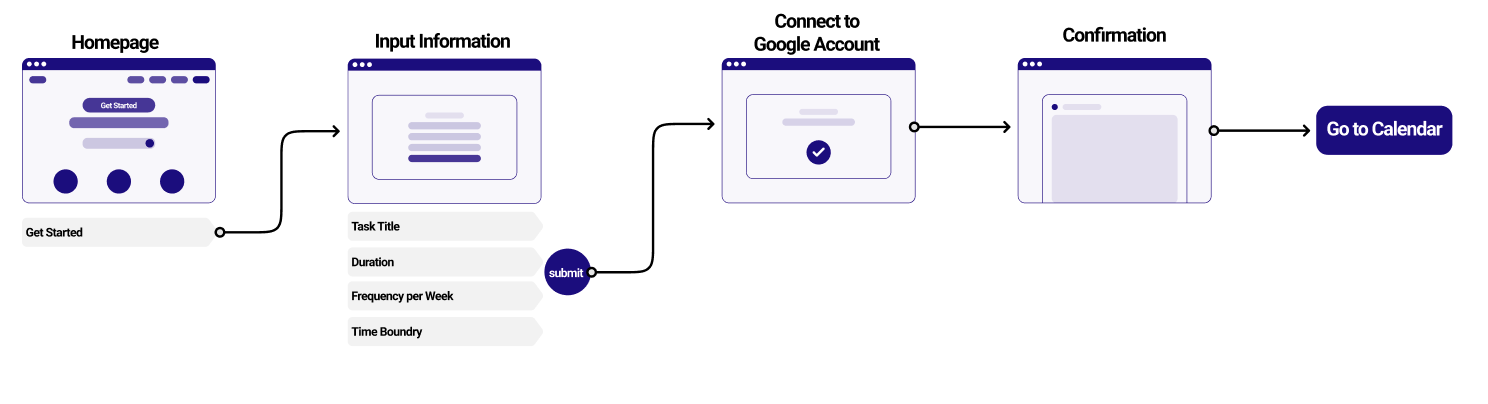 Homepage
Get Started
Get Started
Input Information
Task Title
Duration
Frequency per Week
Time Boundry
submit
Connect to
Google Account
Confirmation
Go to Calendar